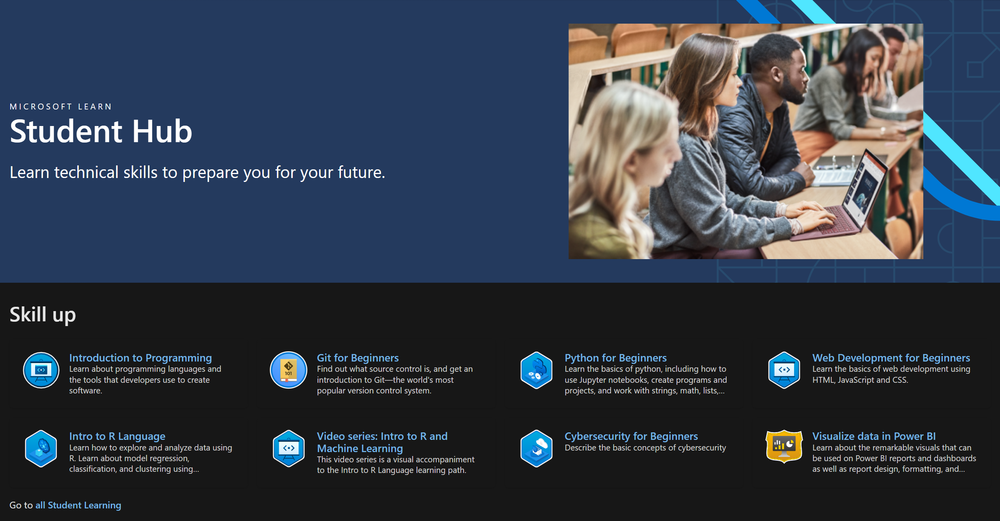 MICROSOFT LEARN
Student Hub
Learn technical skills to prepare you for your future.
Skill up
Introduction to Programming
Learn about programming languages and
the tools that developers use to create
software.
101
Git for Beginners
Find out what source control is, and get an
introduction to Git—the world's most
popular version control system.
Python for Beginners
Learn the basics of python, including how to
use Jupyter notebooks, create programs and
projects, and work with strings, math, lists,...
Web Development for Beginners
Learn the basics of web development using
HTML, JavaScript and CSS.
Intro to R Language
Learn how to explore and analyze data using
R. Learn about model regression,
classification, and clustering using...
Video series: Intro to R and
Machine Learning
This video series is a visual accompaniment
to the Intro to R Language learning path.
Cybersecurity for Beginners
Describe the basic concepts of cybersecurity
Visualize data in Power BI
Learn about the remarkable visuals that can
be used on Power BI reports and dashboards
as well as report design, formatting, and...
Go to all Student Learning